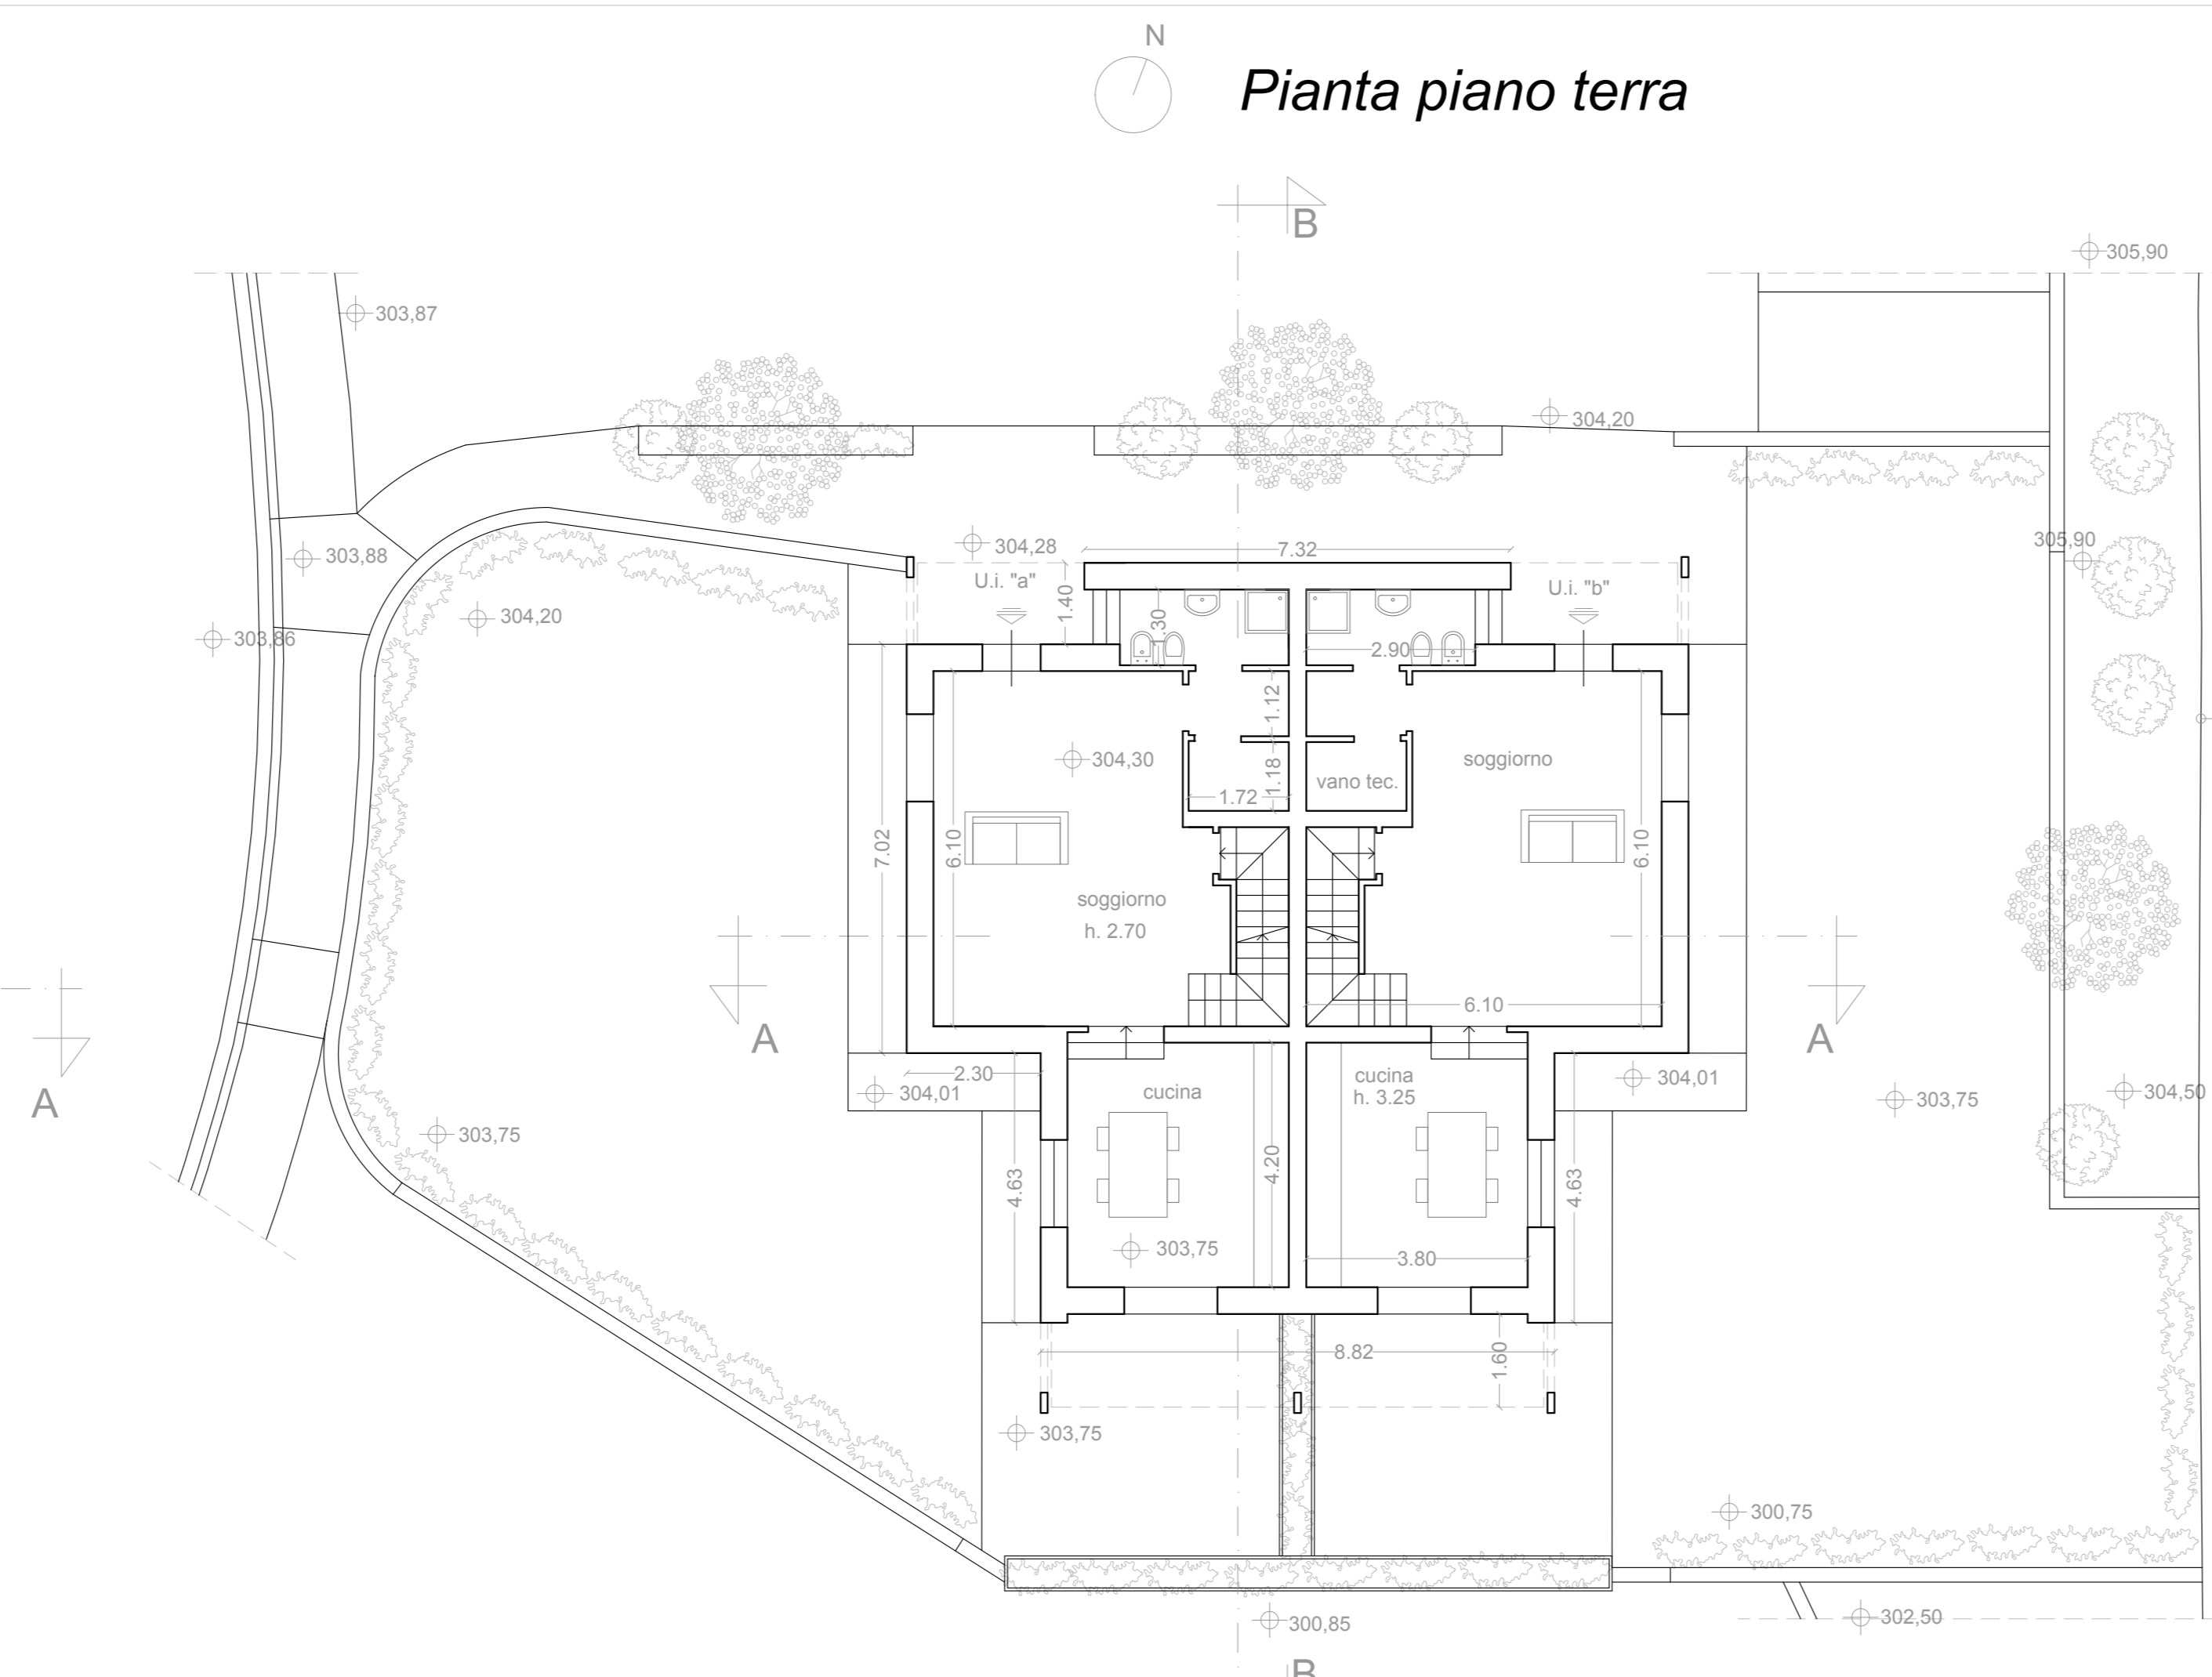 N
Pianta piano terra
B
305,90
303,87
304,20
304,28
7.32
305,90
303,88
U.i. "a"
U.i. "b"
1.40
1.30
304,20
303,86
2.90
1.12
304,30
soggiorno
1.18
vano tec.
1.72
7.02
6.10
6.10
soggiorno
h. 2.70
6.10
A
A
A
2.30
304,01
cucina
cucina
h. 3.25
304,01
303,75
304,50
303,75
4.63
4.20
4.63
303,75
3.80
8.82
1.60
303,75
300,75
300,85
302,50
B